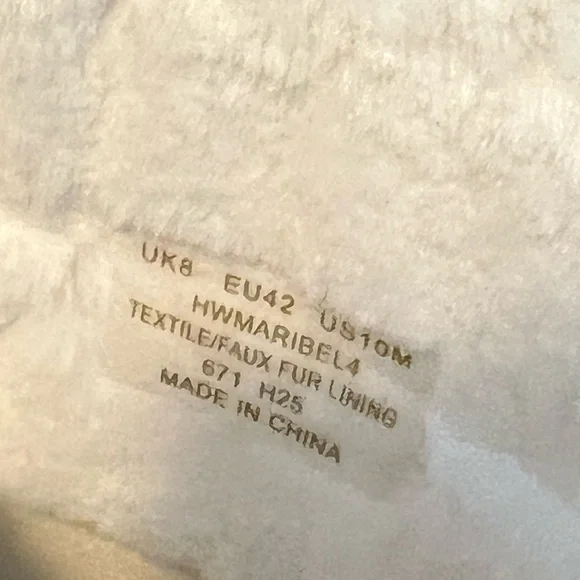 UK8 EU42 US10M
HWMARIBEL4
TEXTILE/FAUX FUR LINING
671 H25
MADE IN CHINA